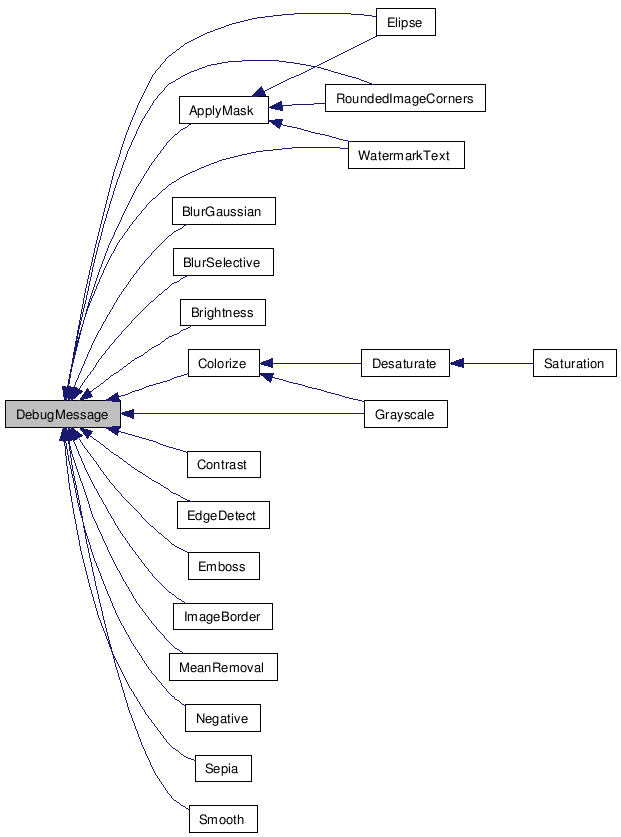 Elipse
RoundedImageCorners
ApplyMask
WatermarkText
BlurGaussian
BlurSelective
Brightness
Colorize
Desaturate
Saturation
DebugMessage
Grayscale
Contrast
EdgeDetect
Emboss
ImageBorder
MeanRemoval
Negative
Sepia
Smooth